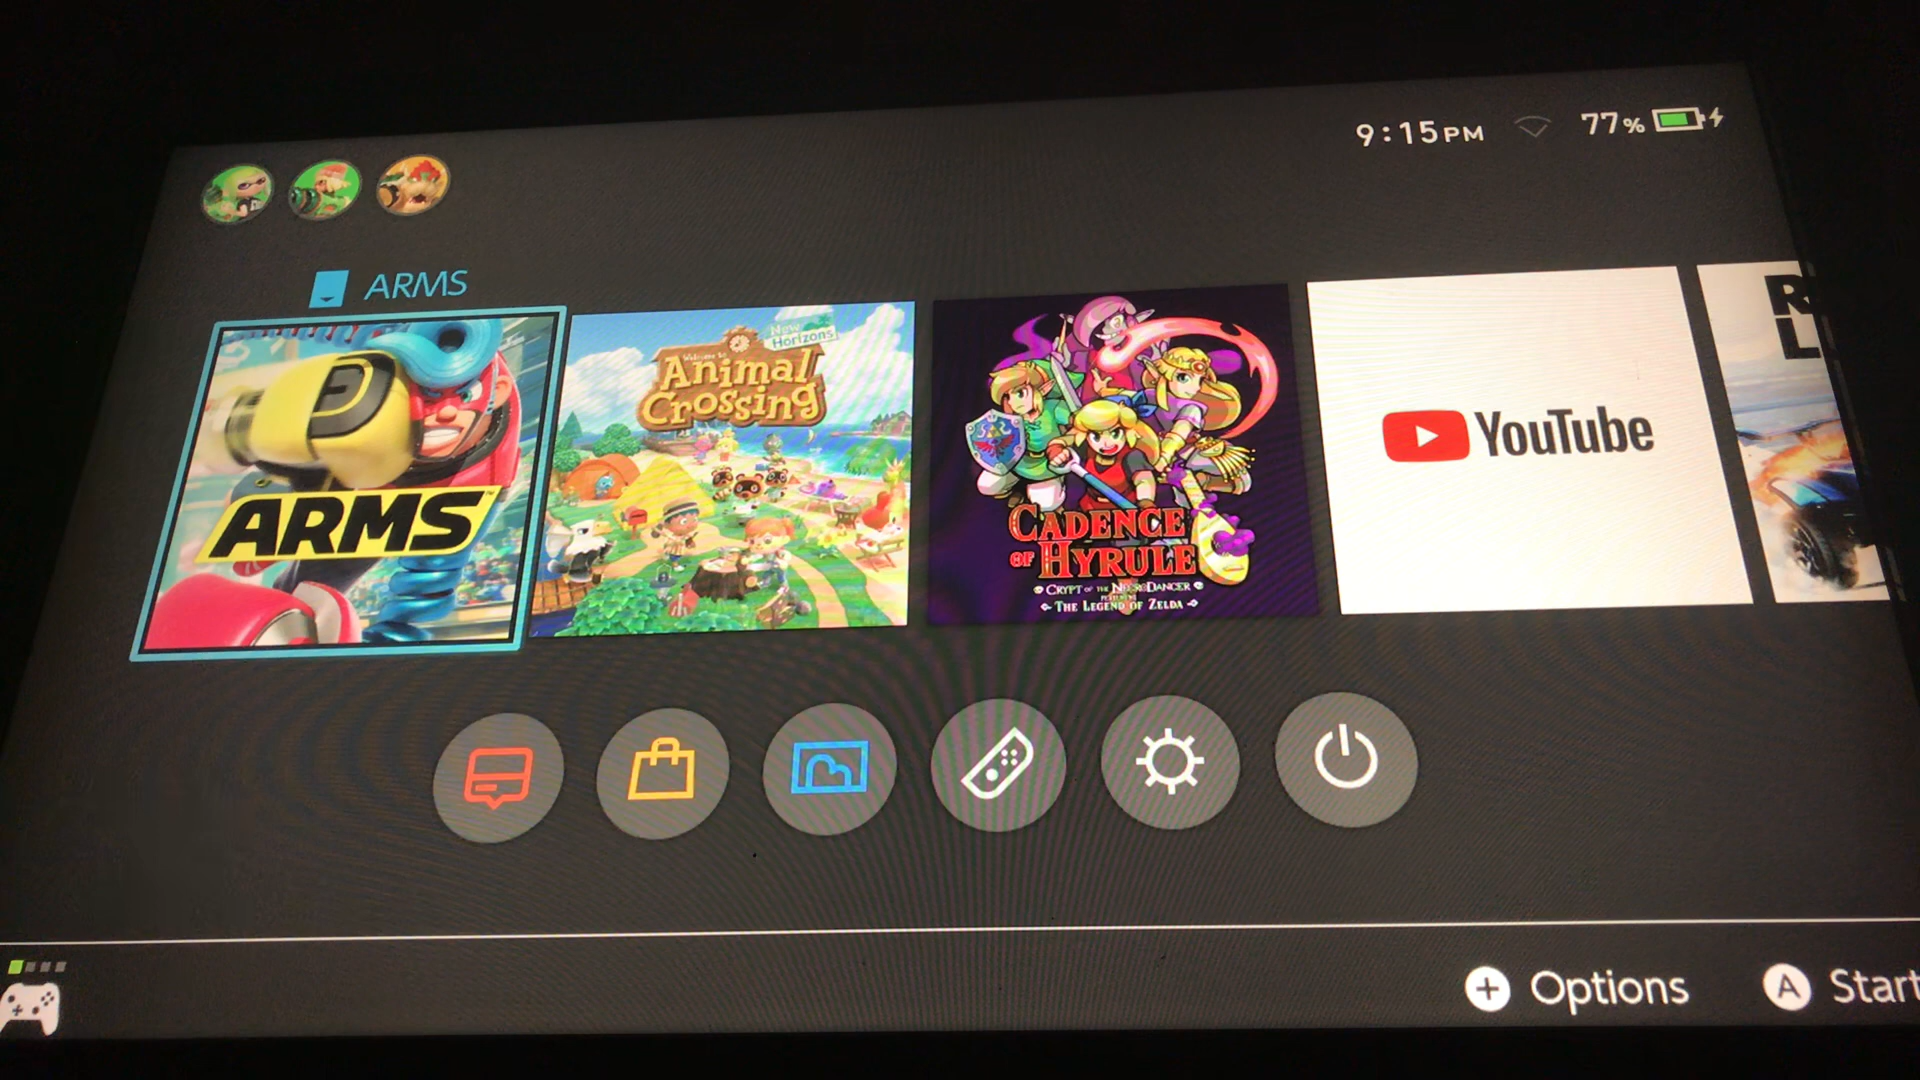 9:15PM 77%
ARMS
ARMS
New Horizons
Welcome to
Animal
Crossing
CADENCE
OF HYRULE
CRYPT OF THE NECRODANCER
FEATURING
THE LEGEND OF ZELDA
YouTube
R
L
+ Options A Start